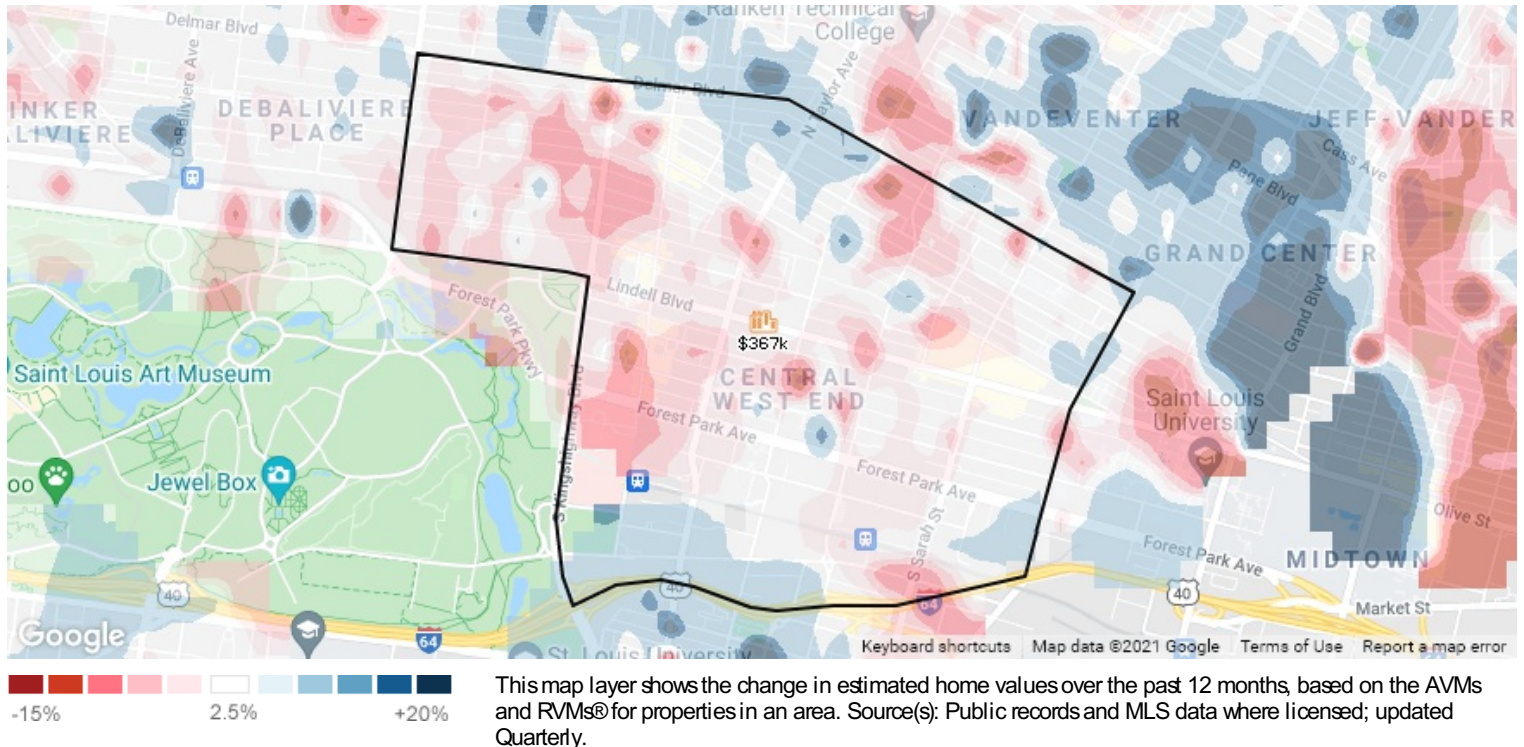 Ranken Technical
College
Delmar Blvd
DeBaliviere Ave
INKER
ALIVIERE
DEBALIVIERE
PLACE
Delmar Blvd
N Taylor Ave
VANDEVENTER
JEFF-VANDER
Cass Ave
Page Blvd
GRAND CENTER
Grand Blvd
Forest Park Pkwy
Lindell Blvd
$367k
CENTRAL
WEST END
Saint Louis Art Museum
Saint Louis
University
Forest Park Ave
S Kingshighway Blvd
oo
Jewel Box
Forest Park Ave
S Sarah St
Olive St
Forest Park Ave
MIDTOWN
40
40
40
64
Market St
Google
64
St. Louis University
Keyboard shortcuts
Map data ©2021 Google
Terms of Use
Report a map error
-15%
2.5%
+20%
This map layer shows the change in estimated home values over the past 12 months, based on the AVMs
and RVMs® for properties in an area. Source(s): Public records and MLS data where licensed; updated
Quarterly.